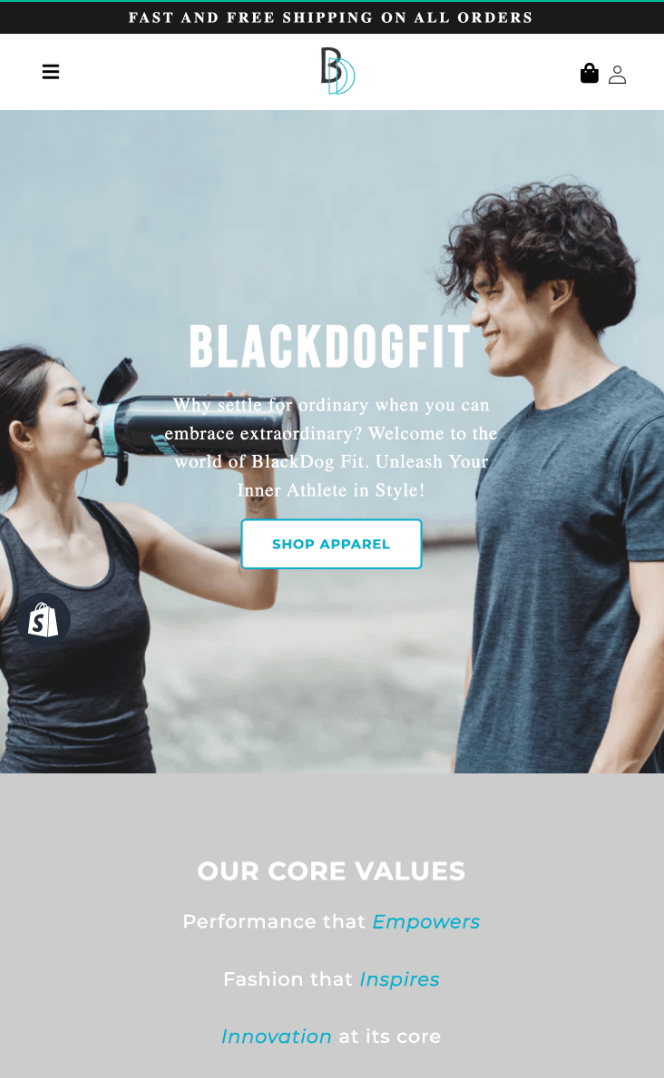 FAST AND FREE SHIPPING ON ALL ORDERS
BD
BLACKDOGFIT
Why settle for ordinary when you can
embrace extraordinary? Welcome to the
world of BlackDog Fit. Unleash Your
Inner Athlete in Style!
SHOP APPAREL
S
OUR CORE VALUES
Performance that Empowers
Fashion that Inspires
Innovation at its core